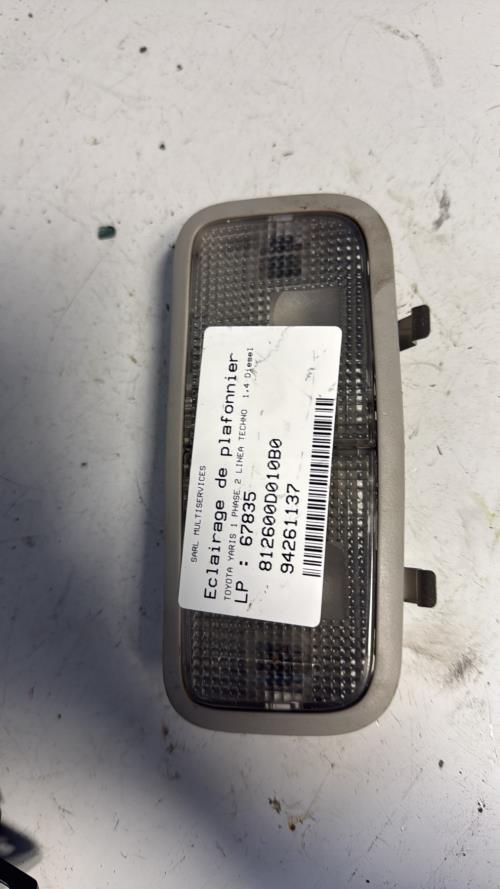 SARL MULTISERVICES
Eclairage de plafonnier
TOYOTA YARIS 1 PHASE 2 LINEA TECHNO 1.4 Diesel
LP : 67835
812600D010B0
94261137